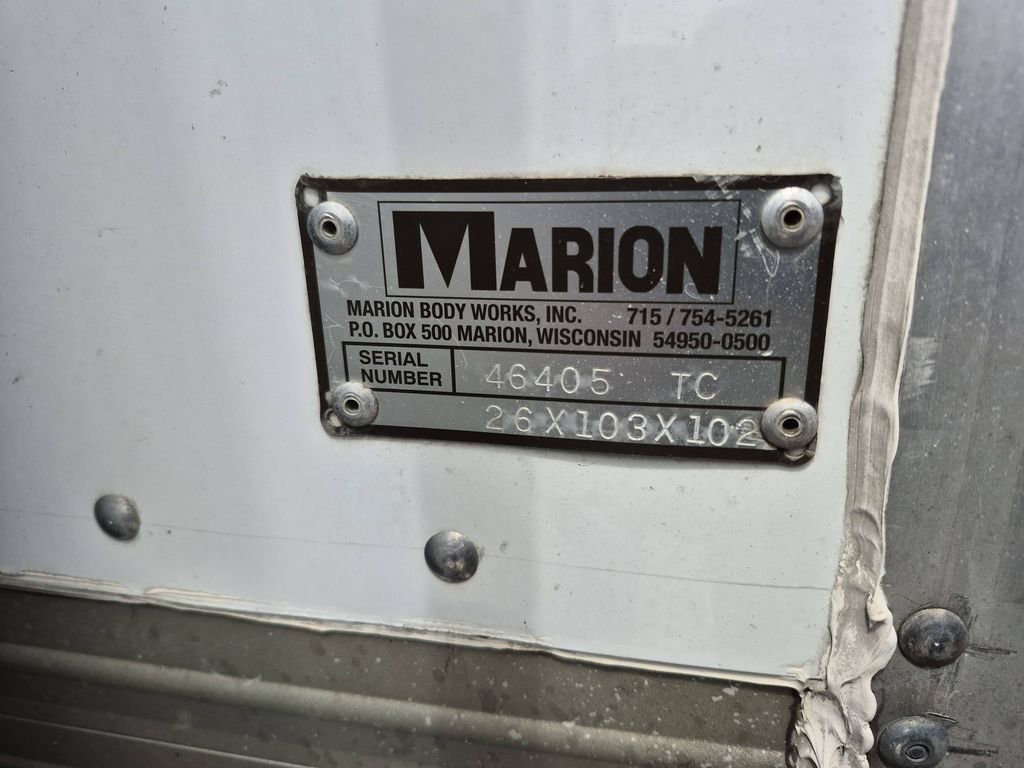 MARION
MARION BODY WORKS, INC. 715 / 754-5261
P.O. BOX 500 MARION, WISCONSIN 54950-0500
SERIAL NUMBER 46405 TC
26X103X102